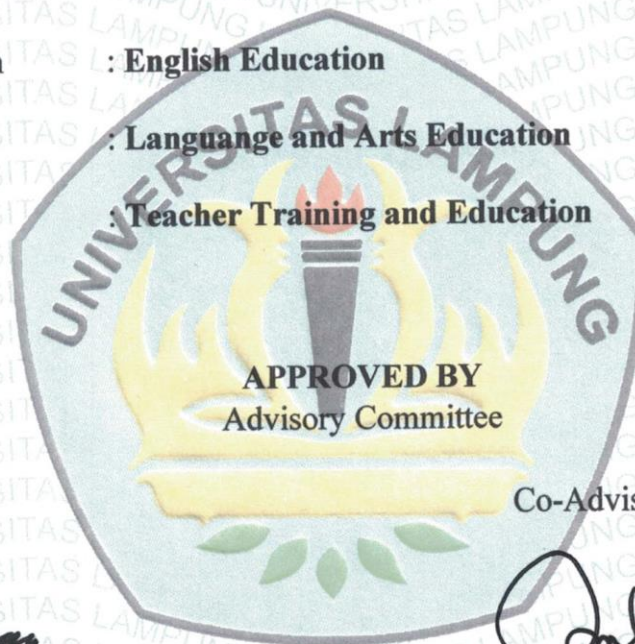 : English Education
: Languange and Arts Education
: Teacher Training and Education
UNIVERSITAS LAMPUNG
APPROVED BY
Advisory Committee
Co-Advis